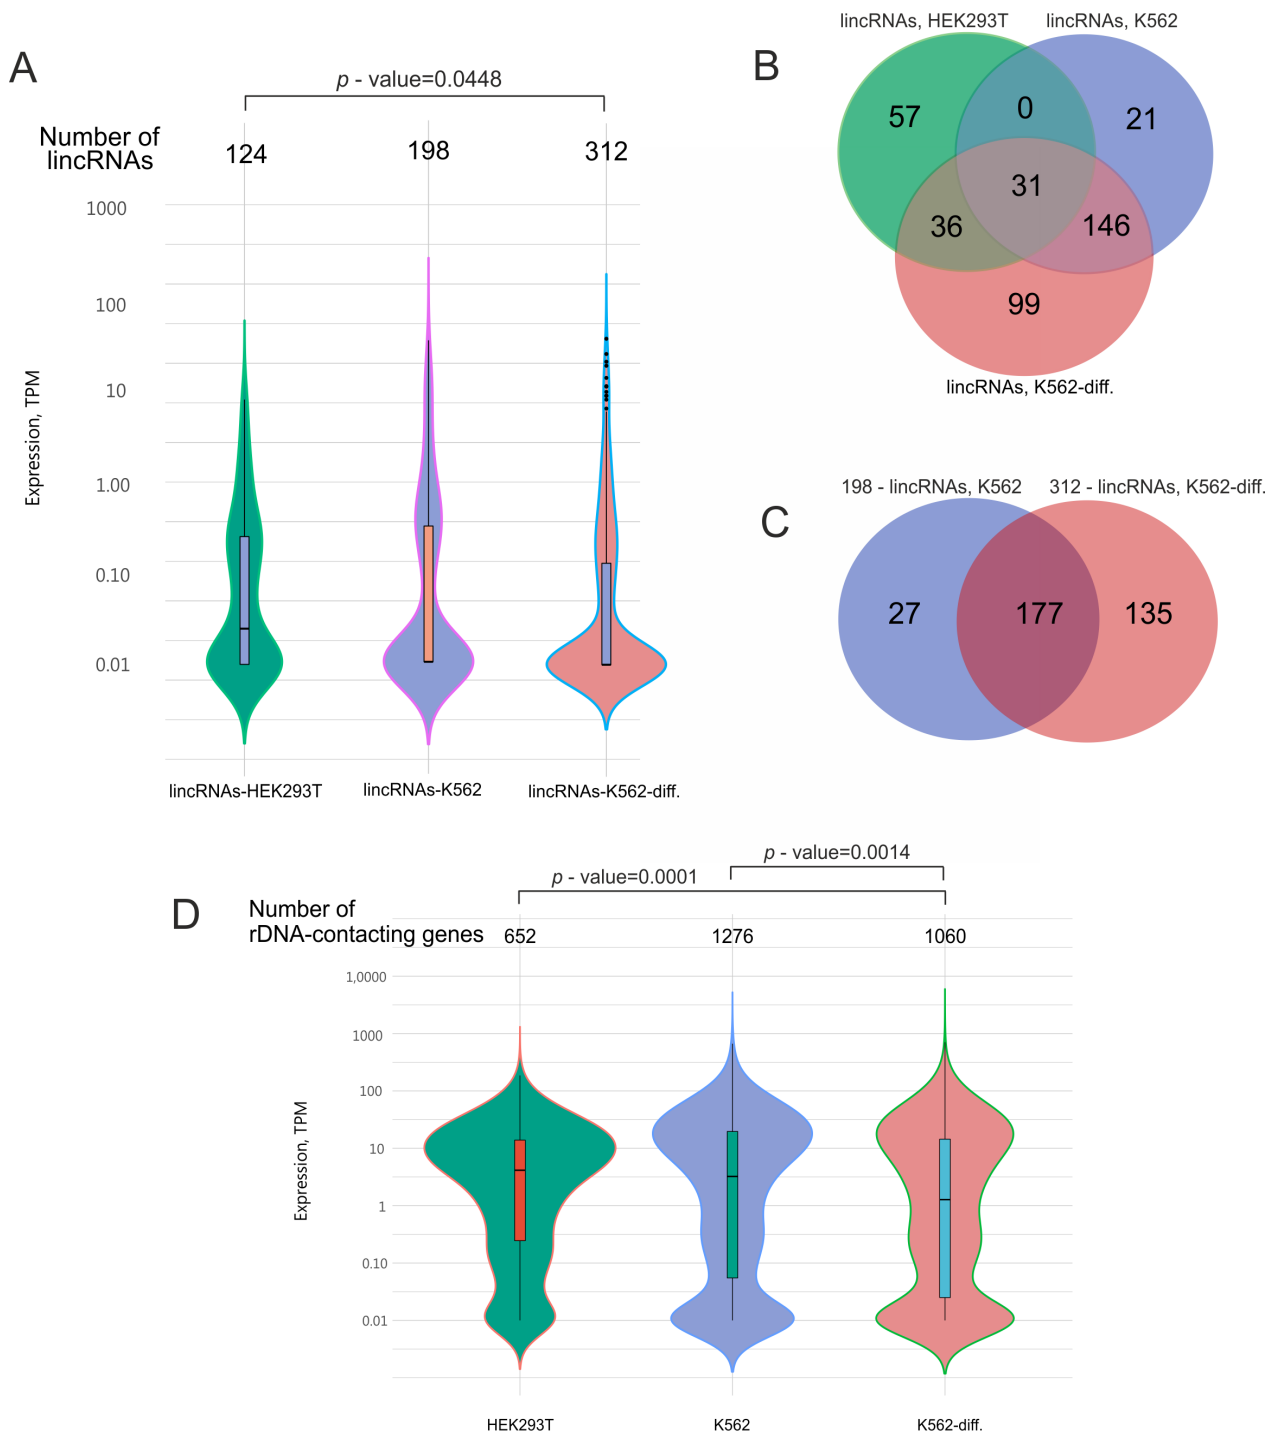 A
p - value=0.0448
Number of
lincRNAs
124
198
312
1000
100
10
1.00
0.10
0.01
Expression, TPM
lincRNAs-HEK293T
lincRNAs-K562
lincRNAs-K562-diff.
B
lincRNAs, HEK293T
lincRNAs, K562
57
0
21
31
36
146
99
lincRNAs, K562-diff.
C
198 - lincRNAs, K562
312 - lincRNAs, K562-diff.
27
177
135
D
p - value=0.0014
p - value=0.0001
Number of
rDNA-contacting genes
652
1276
1060
1,0000
1000
100
10
1
0.10
0.01
Expression, TPM
HEK293T
K562
K562-diff.